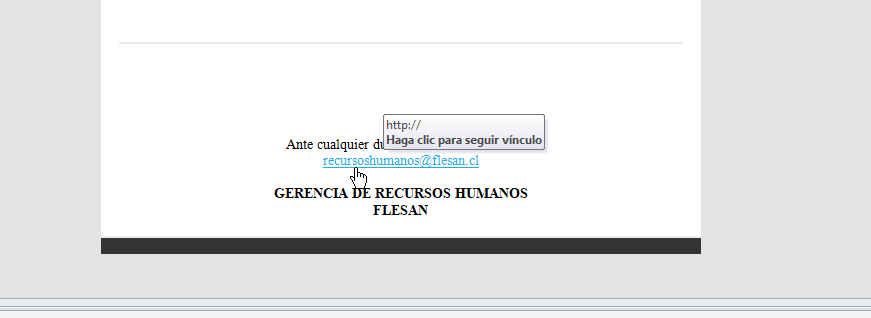 http://
Haga clic para seguir vínculo
Ante cualquier
recursoshumanos@flesan.cl
GERENCIA DE RECURSOS HUMANOS
FLESAN